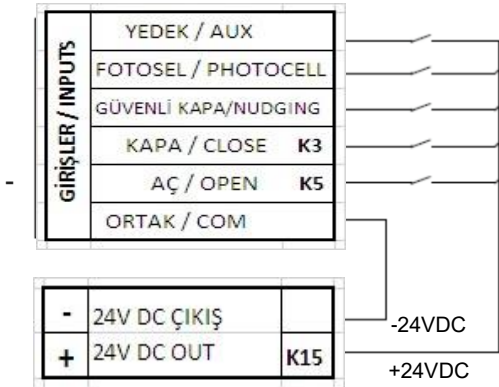 GİRİŞLER / INPUTS
YEDEK / AUX
FOTOSEL / PHOTOCELL
GÜVENLİ KAPA/NUDGING
KAPA / CLOSE K3
AÇ / OPEN K5
ORTAK / COM
-
- 24V DC ÇIKIŞ
+ 24V DC OUT K15
-24VDC
+24VDC